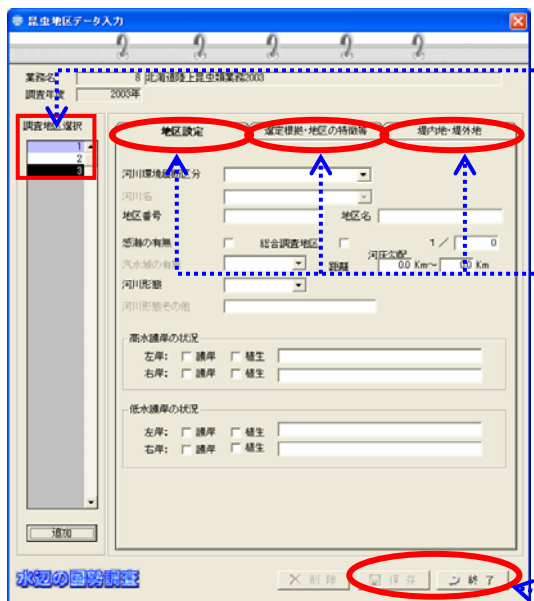 昆虫地区データ入力
業務名 8 北海道陸上昆虫類業務2003
調査年度 2003年
調査地区選択
1
2
3
追加
地区設定 選定根拠・地区の特徴等 堤内地・堤外地
河川環境縦断区分
河川名
地区番号 地区名
感潮の有無 総合調査地区 河床勾配 1 / 0
汽水域の有無 距離 0.0 Km～ 0.0 Km
河川形態
河川形態その他
高水護岸の状況
左岸: 護岸 植生
右岸: 護岸 植生
低水護岸の状況
左岸: 護岸 植生
右岸: 護岸 植生
水辺の国勢調査 削除 保存 終了